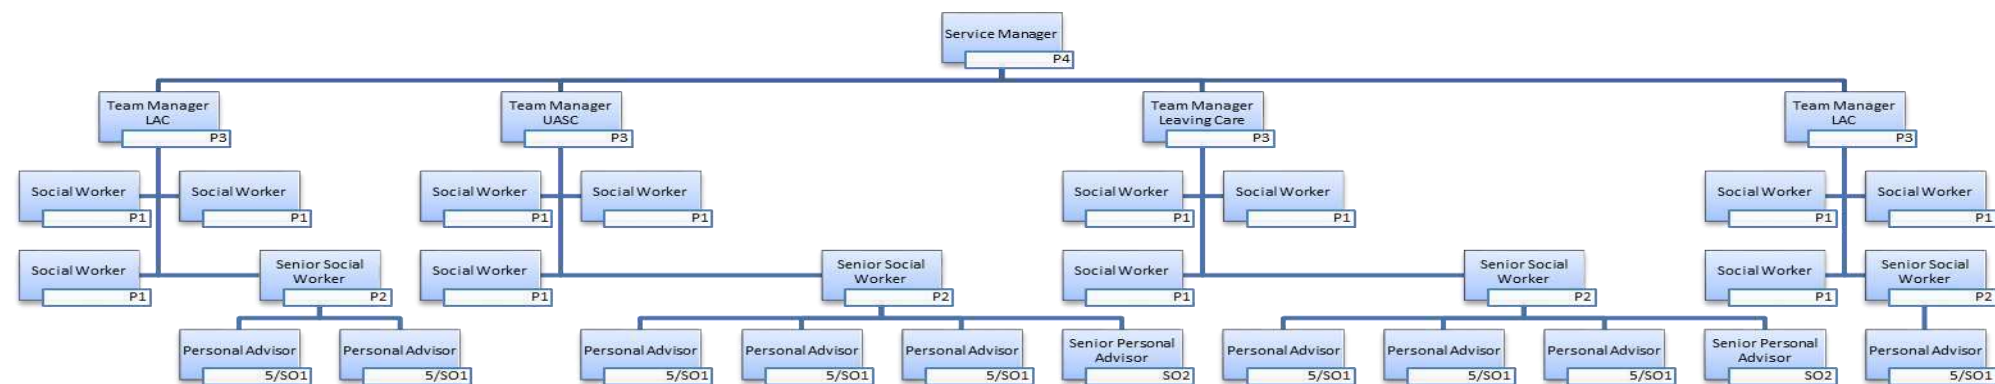 Service Manager
P4
Team Manager
LAC
P3
Team Manager
UASC
P3
Team Manager
Leaving Care
P3
Team Manager
LAC
P3
Social Worker
P1
Social Worker
P1
Social Worker
P1
Social Worker
P1
Social Worker
P1
Social Worker
P1
Social Worker
P1
Social Worker
P1
Social Worker
P1
Senior Social
Worker
P2
Social Worker
P1
Senior Social
Worker
P2
Social Worker
P1
Senior Social
Worker
P2
Social Worker
P1
Senior Social
Worker
P2
Personal Advisor
5/SO1
Personal Advisor
5/SO1
Personal Advisor
5/SO1
Personal Advisor
5/SO1
Personal Advisor
5/SO1
Senior Personal
Advisor
SO2
Personal Advisor
5/SO1
Personal Advisor
5/SO1
Personal Advisor
5/SO1
Senior Personal
Advisor
SO2
Personal Advisor
5/SO1